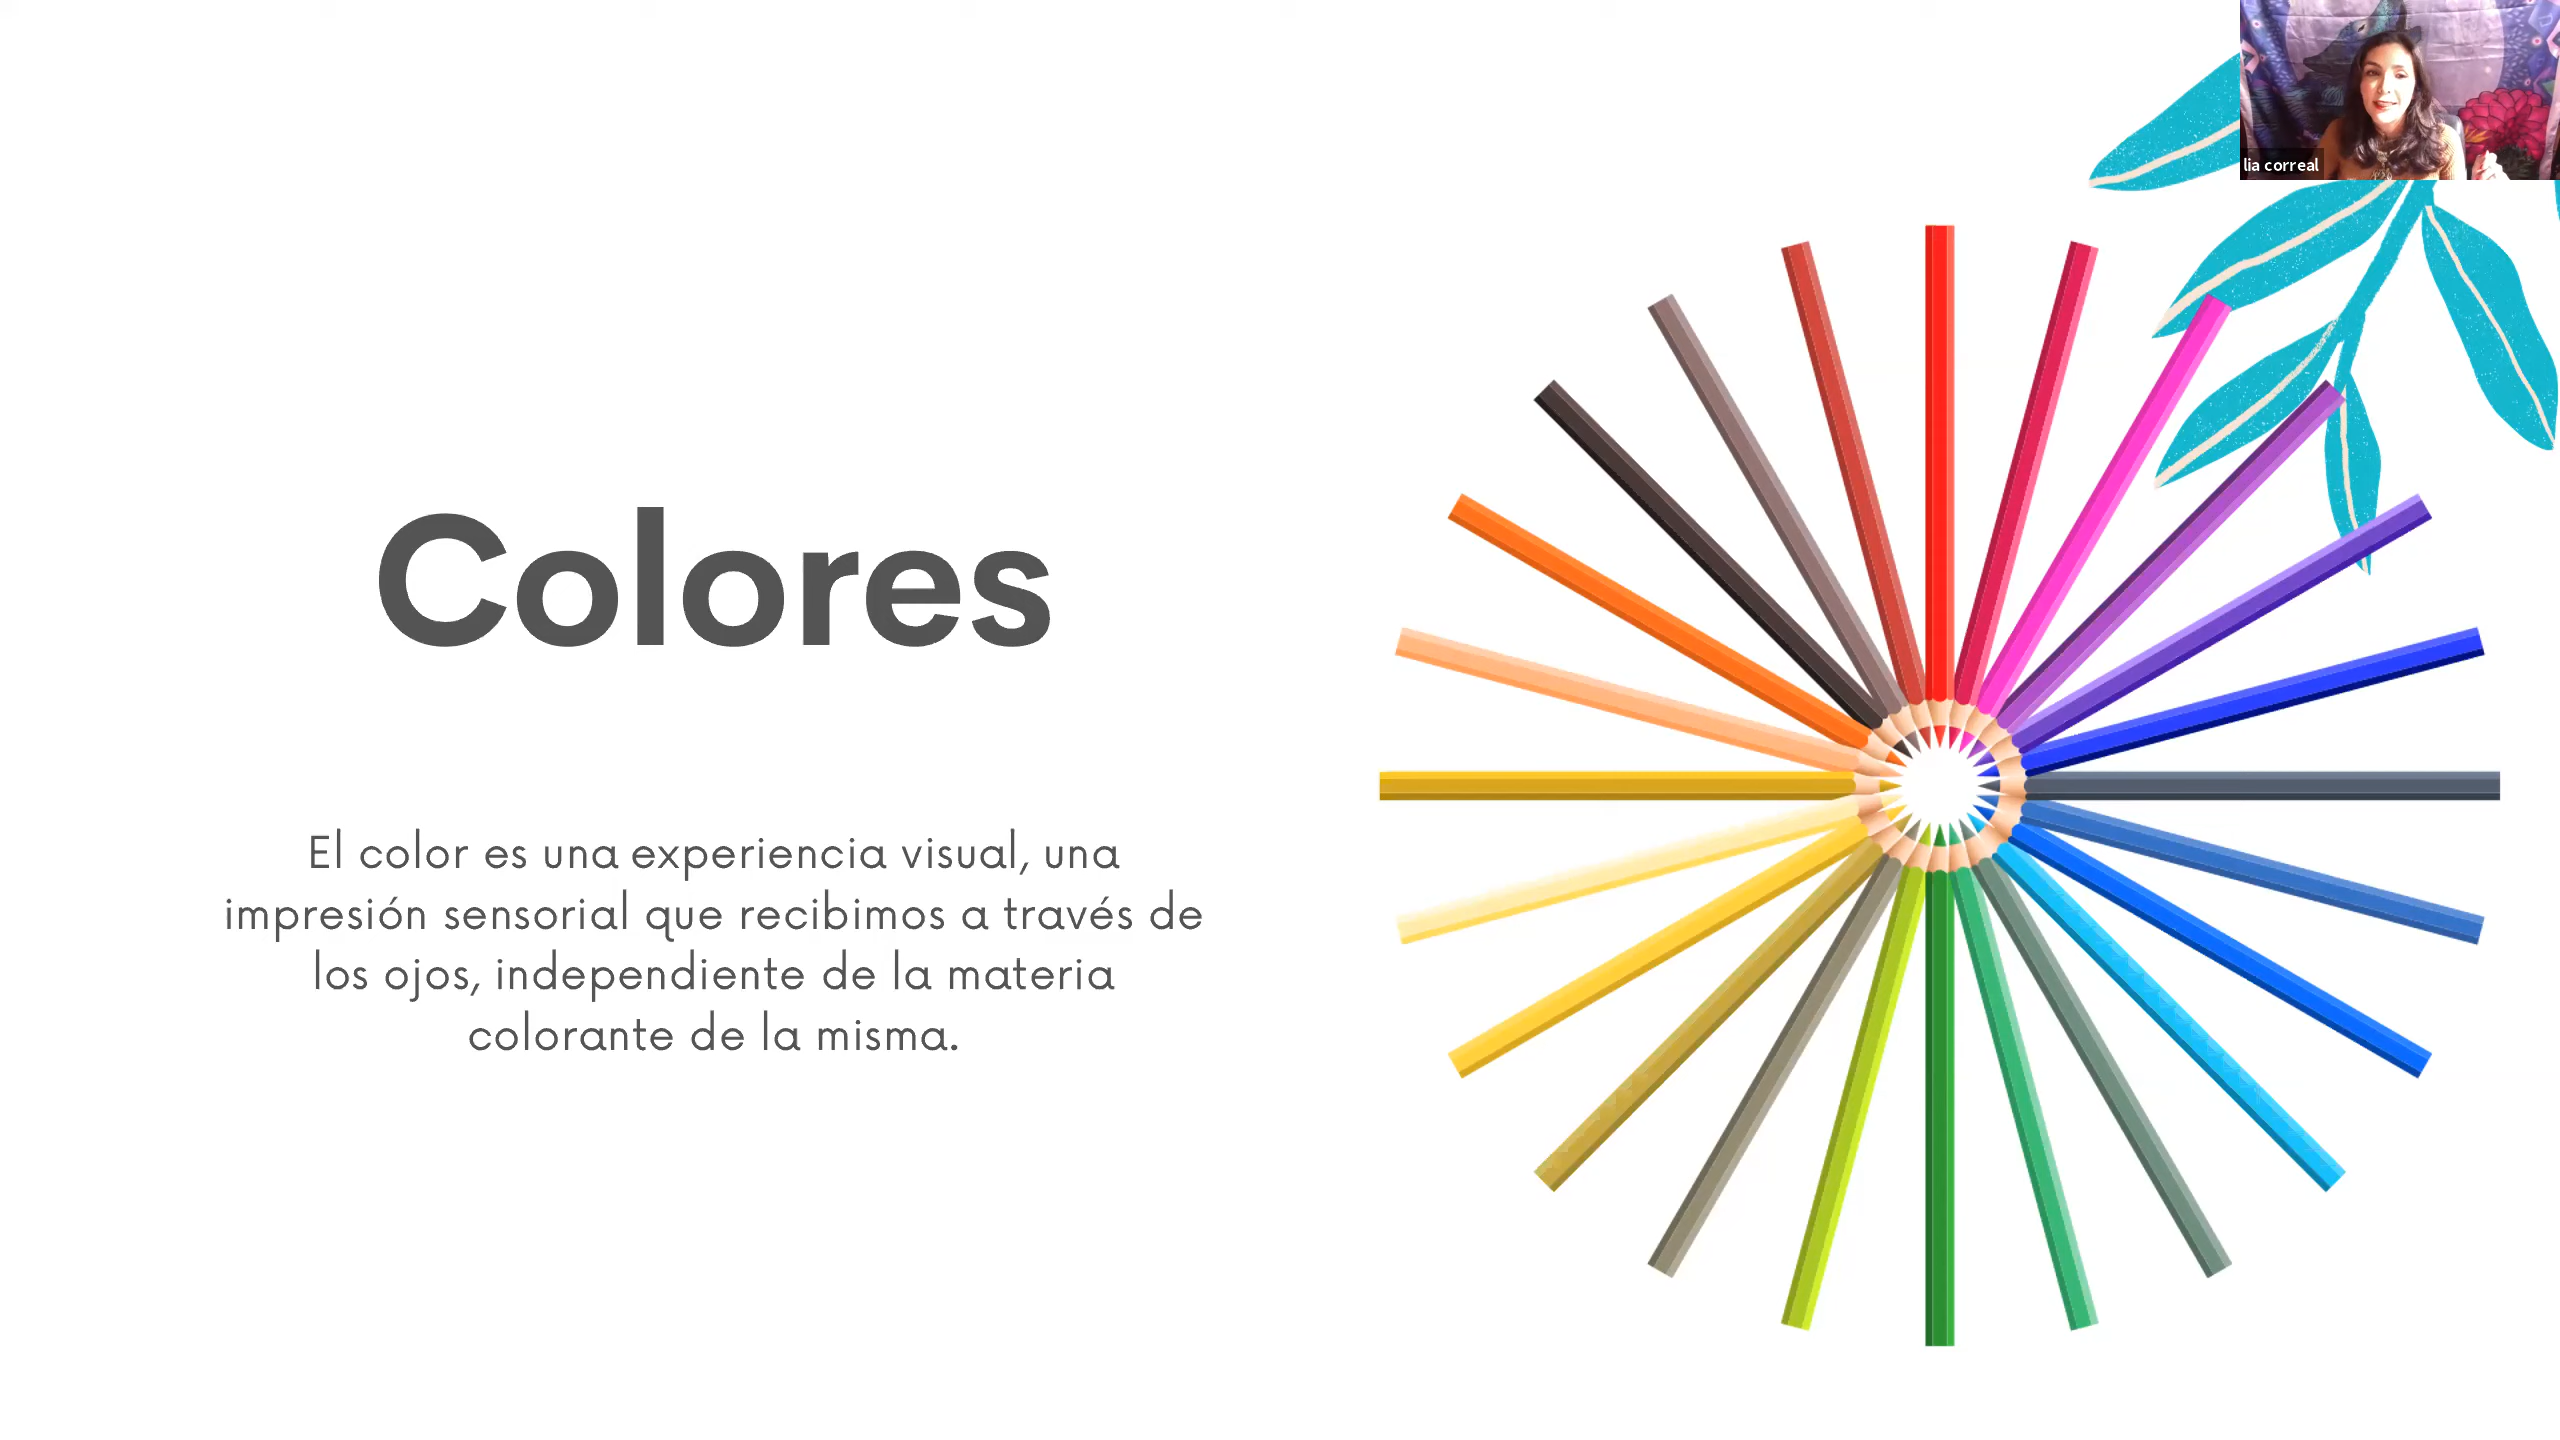 lia correal
Colores
El color es una experiencia visual, una
impresión sensorial que recibimos a través de
los ojos, independiente de la materia
colorante de la misma.